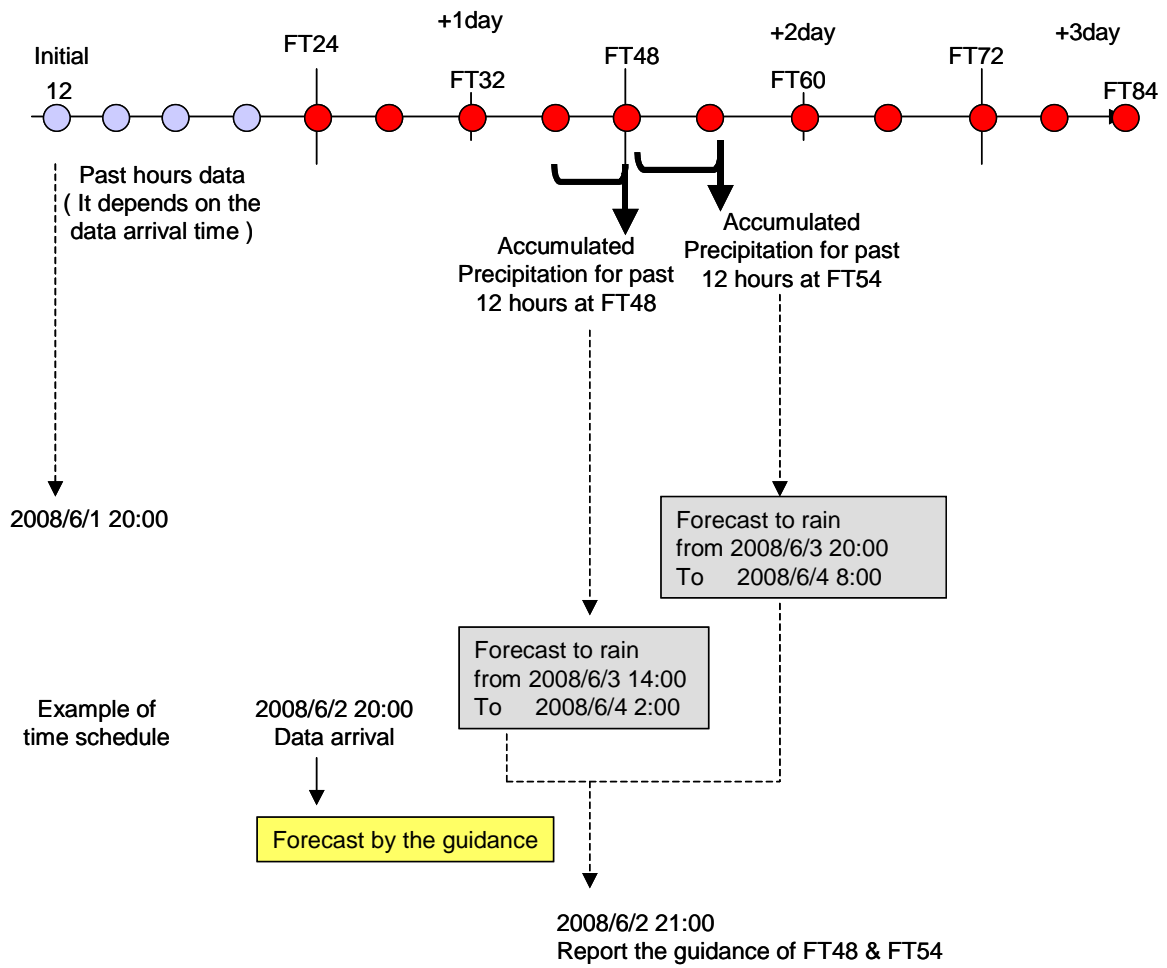 +1day
+2day
+3day
FT24
FT48
FT72
Initial
12
FT32
FT60
FT84
Past hours data
( It depends on the
data arrival time )
Accumulated
Precipitation for past
12 hours at FT48
Accumulated
Precipitation for past
12 hours at FT54
2008/6/1 20:00
Forecast to rain
from 2008/6/3 20:00
To 2008/6/4 8:00
Forecast to rain
from 2008/6/3 14:00
To 2008/6/4 2:00
Example of
time schedule
2008/6/2 20:00
Data arrival
Forecast by the guidance
2008/6/2 21:00
Report the guidance of FT48 & FT54